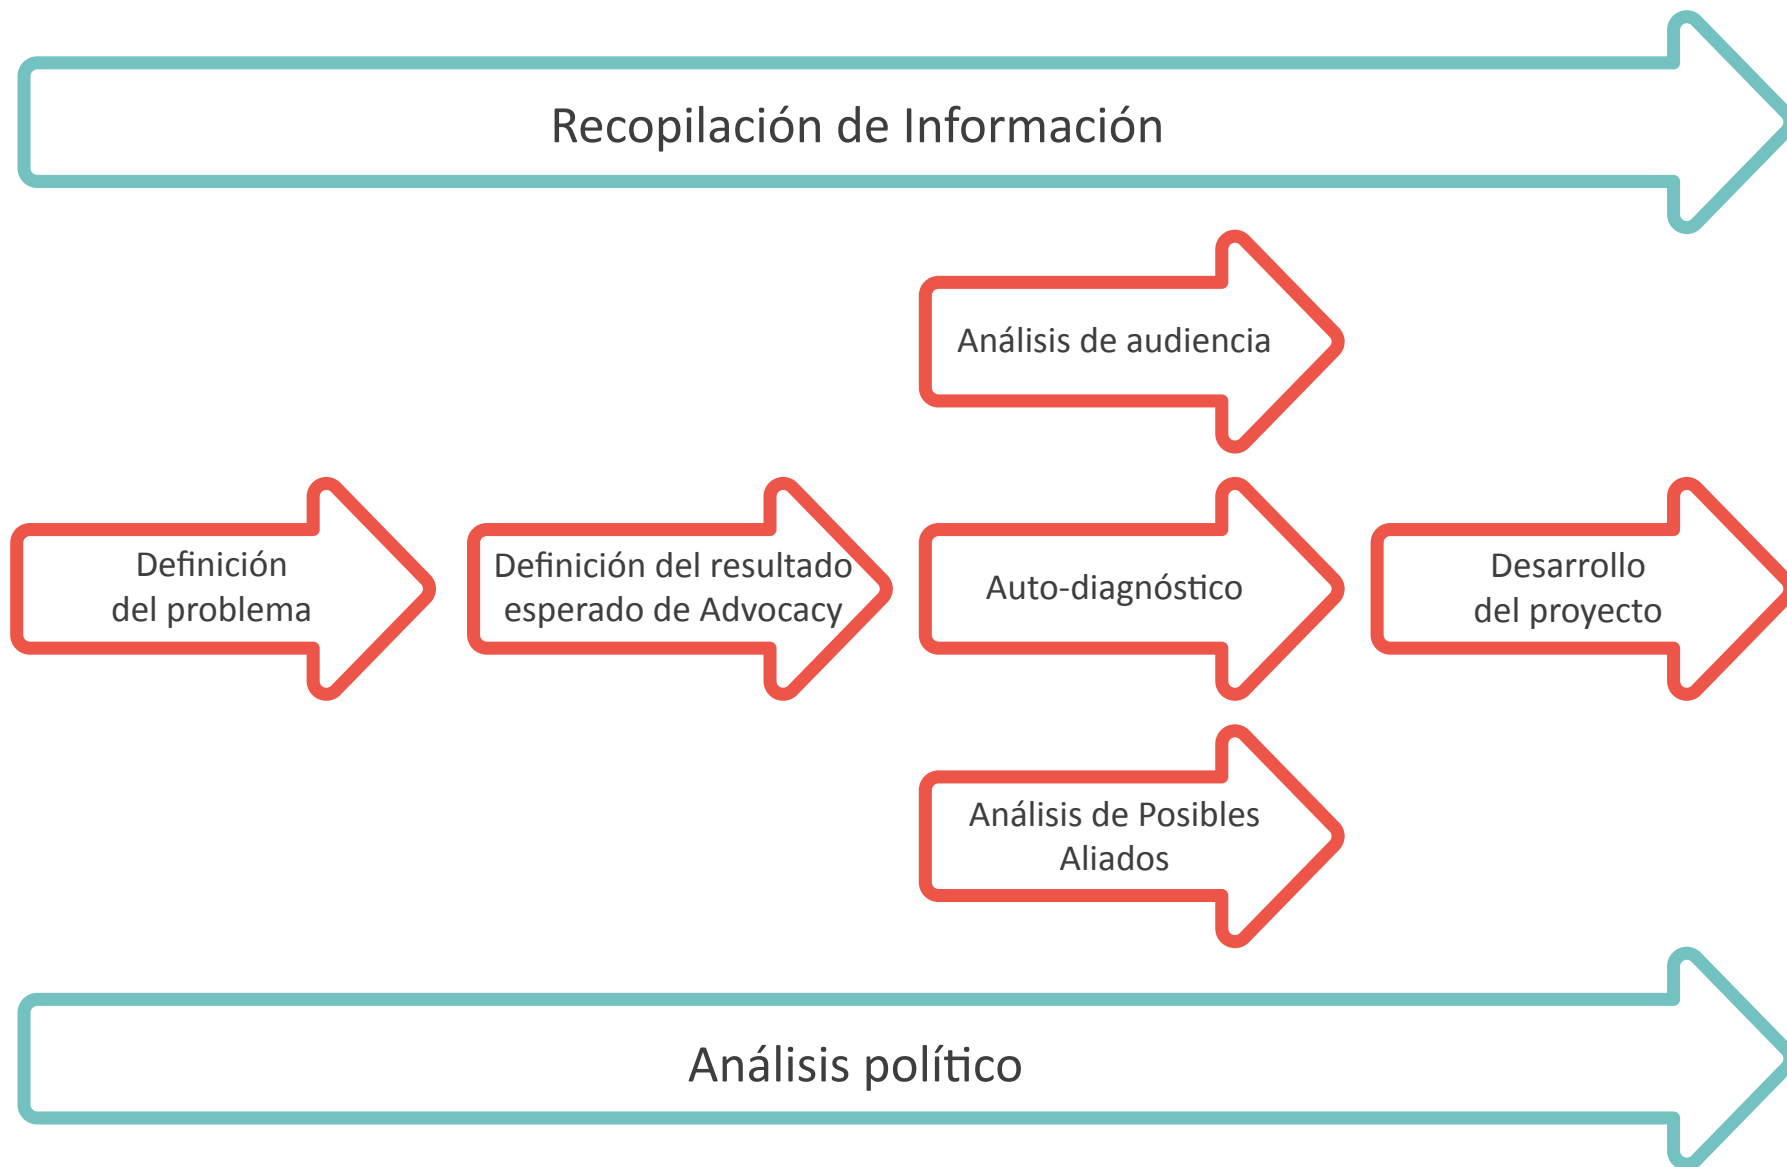 Recopilación de Información
Análisis de audiencia
Definición
del problema
Definición del resultado
esperado de Advocacy
Auto-diagnóstico
Desarrollo
del proyecto
Análisis de Posibles
Aliados
Análisis político